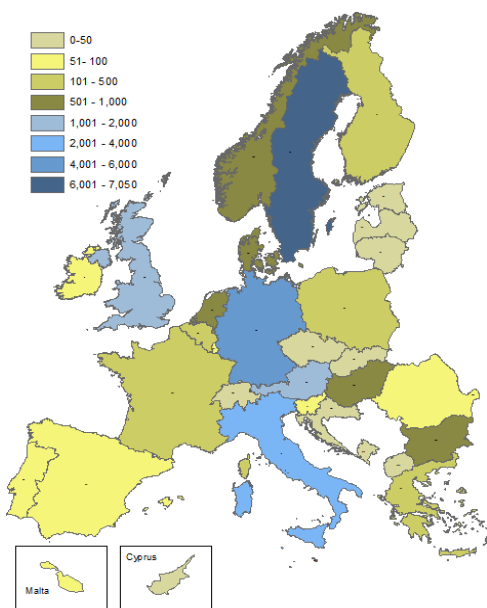 0-50
51- 100
101 - 500
501 - 1,000
1,001 - 2,000
2,001 - 4,000
4,001 - 6,000
6,001 - 7,050
Malta
Cyprus